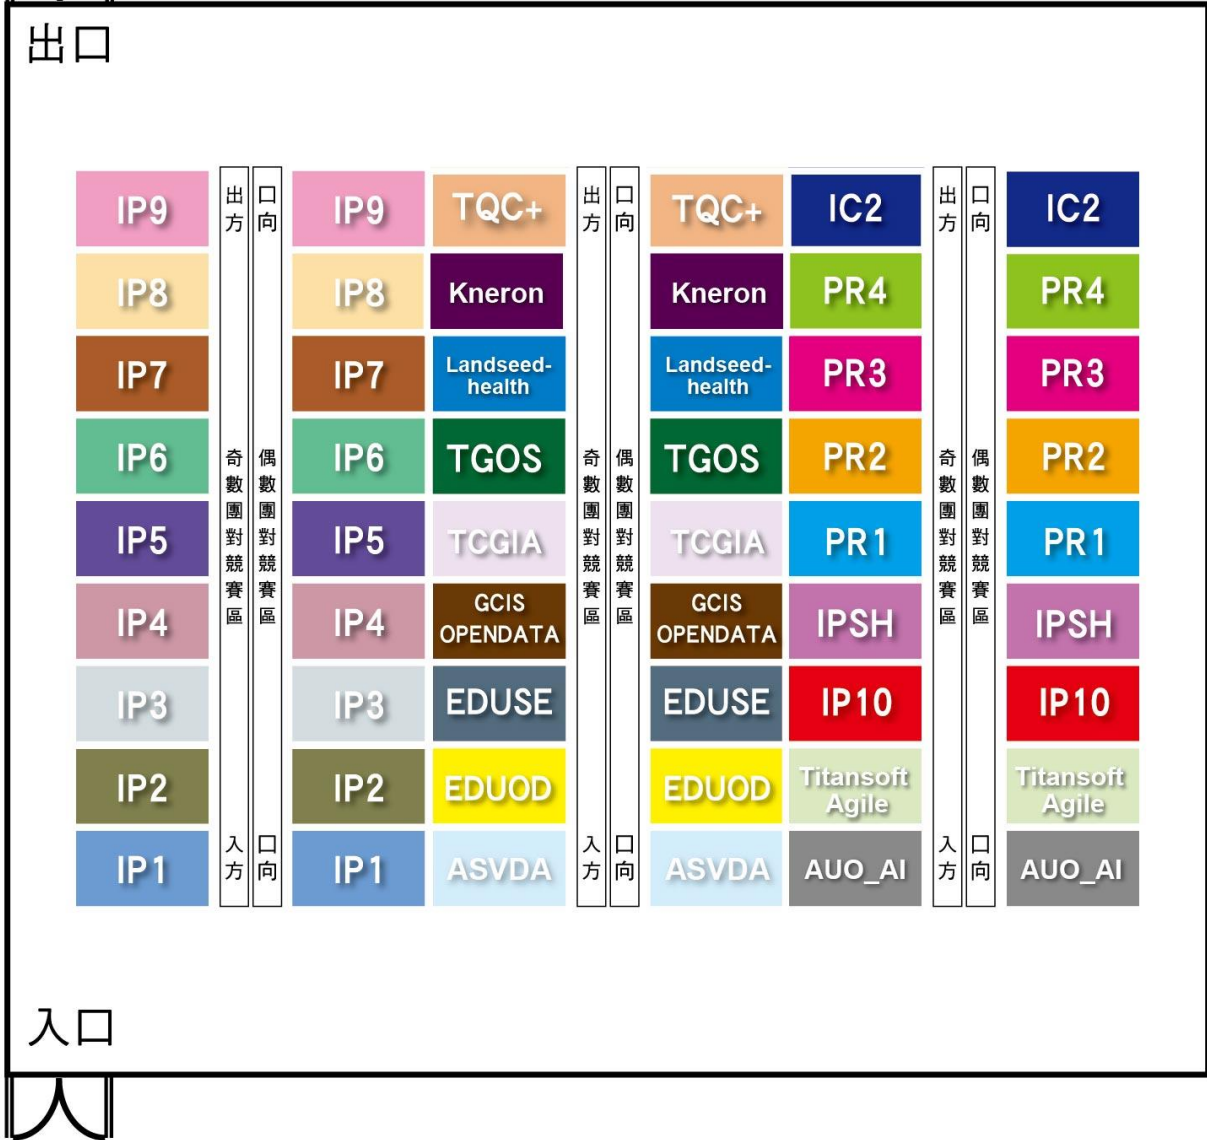 出口
IP9 出口 IP9 TQC+ 出口 TQC+ IC2 出口 IC2
方向 方向 方向
IP8 IP8 Kneron Kneron PR4 PR4
IP7 IP7 Landseed-health Landseed-health PR3 PR3
IP6 IP6 TGOS TGOS PR2 PR2
奇數團對競賽區 偶數團對競賽區 奇數團對競賽區 偶數團對競賽區 奇數團對競賽區 偶數團對競賽區
IP5 IP5 TCGIA TCGIA PR1 PR1
IP4 IP4 GCIS OPENDATA GCIS OPENDATA IPSH IPSH
IP3 IP3 EDUSE EDUSE IP10 IP10
IP2 IP2 EDUOD EDUOD Titansoft Agile Titansoft Agile
IP1 入口 IP1 ASVDA 入口 ASVDA AUO_AI 入口 AUO_AI
方向 方向 方向
入口